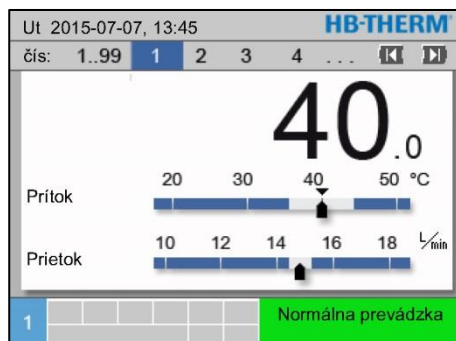 Ut 2015-07-07, 13:45 HB-THERM
čís: 1..99 1 2 3 4 ...
40.0
20 30 40 50 °C
Prítok
10 12 14 16 18 L/min
Prietok
1 Normálna prevádzka